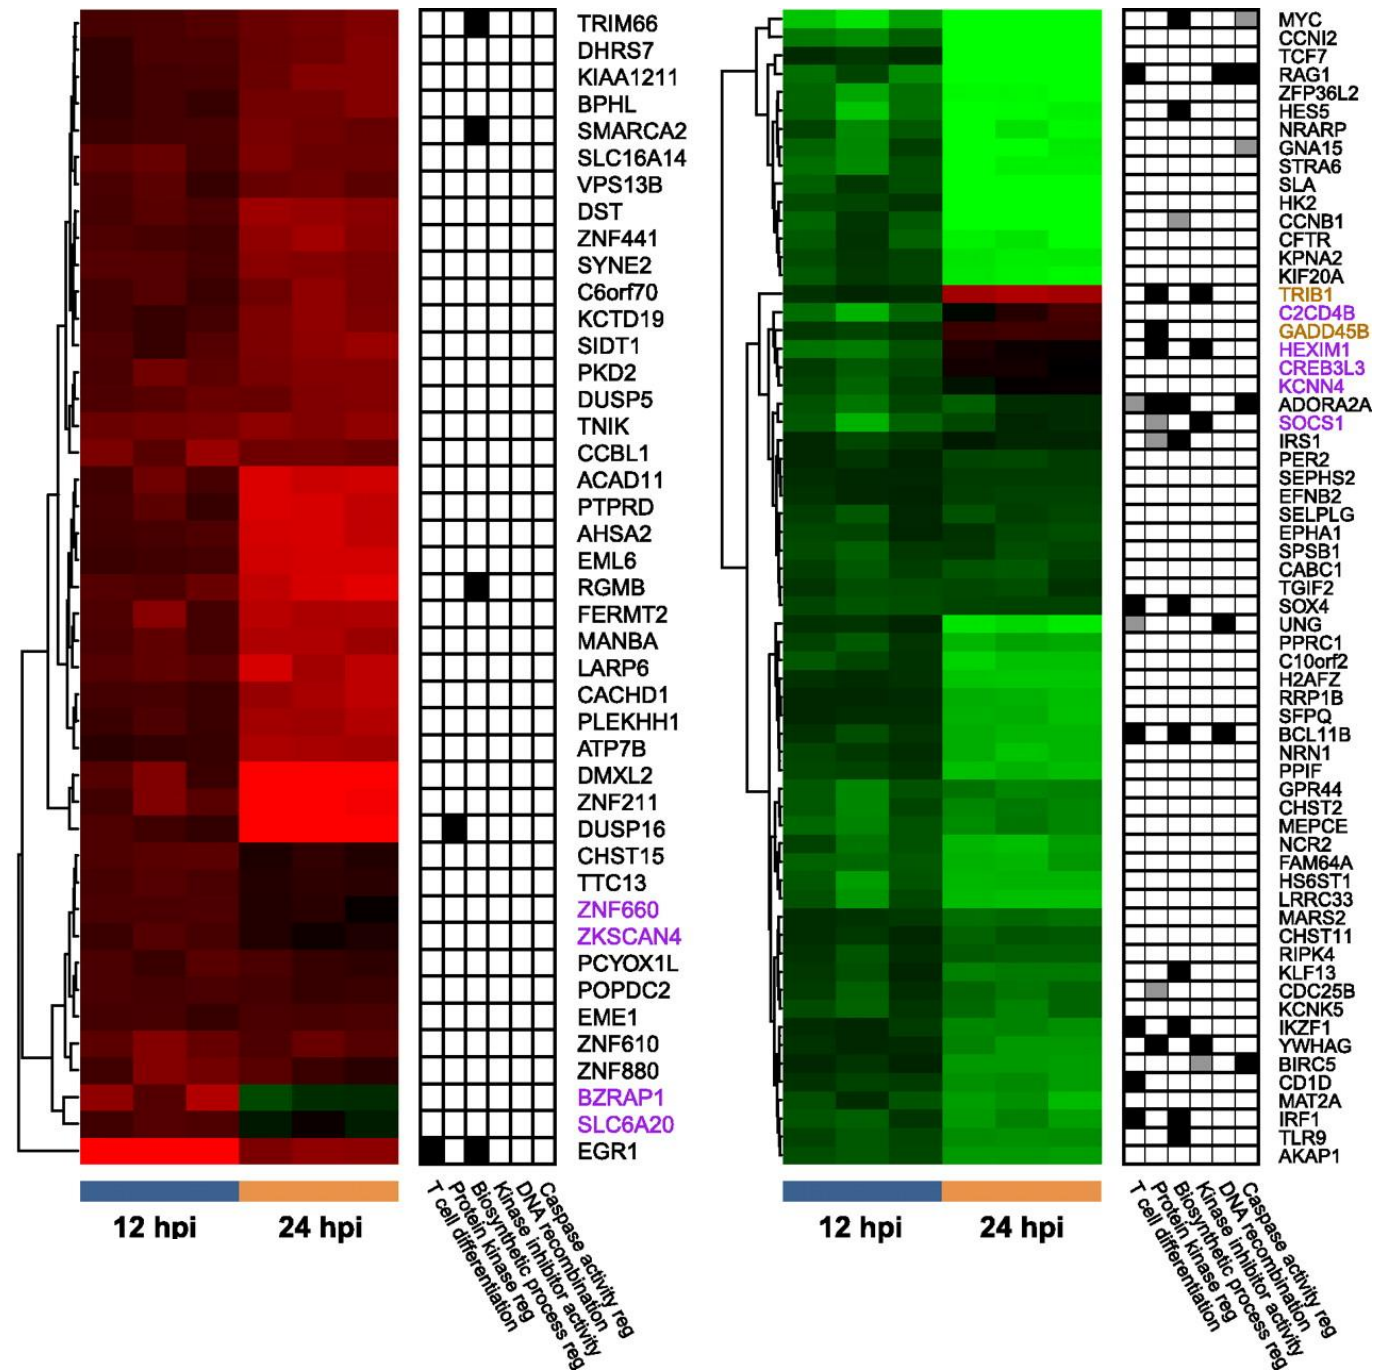 TRIM66
DHRS7
KIAA1211
BPHL
SMARCA2
SLC16A14
VPS13B
DST
ZNF441
SYNE2
C6orf70
KCTD19
SIDT1
PKD2
DUSP5
TNIK
CCBL1
ACAD11
PTPRD
AHSA2
EML6
RGMB
FERMT2
MANBA
LARP6
CACHD1
PLEKHH1
ATP7B
DMXL2
ZNF211
DUSP16
CHST15
TTC13
ZNF660
ZKSCAN4
PCYOX1L
POPDC2
EME1
ZNF610
ZNF880
BZRAP1
SLC6A20
EGR1
12 hpi
24 hpi
T cell differentiation
Protein kinase reg
Biosynthetic process reg
Kinase inhibitor activity
DNA recombination
Caspase activity reg
MYC
CCNI2
TCF7
RAG1
ZFP36L2
HES5
NRARP
GNA15
STRA6
SLA
HK2
CCNB1
CFTR
KPNA2
KIF20A
TRIB1
C2CD4B
GADD45B
HEXIM1
CREB3L3
KCNN4
ADORA2A
SOCS1
IRS1
PER2
SEPHS2
EFNB2
SELPLG
EPHA1
SPSB1
CABC1
TGIF2
SOX4
UNG
PPRC1
C10orf2
H2AFZ
RRP1B
SFPQ
BCL11B
NRN1
PPIF
GPR44
CHST2
MEPCE
NCR2
FAM64A
HS6ST1
LRRC33
MARS2
CHST11
RIPK4
KLF13
CDC25B
KCNK5
IKZF1
YWHAG
BIRC5
CD1D
MAT2A
IRF1
TLR9
AKAP1
12 hpi
24 hpi
T cell differentiation
Protein kinase reg
Biosynthetic process reg
Kinase inhibitor activity
DNA recombination
Caspase activity reg